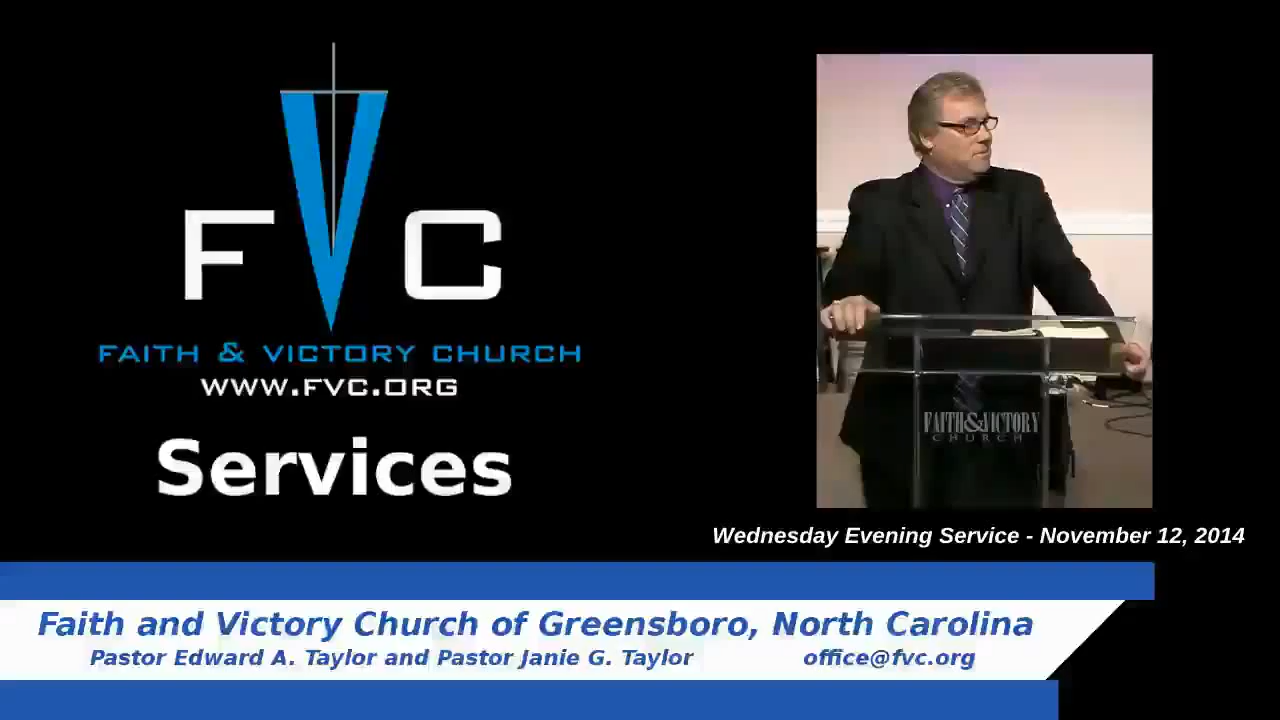 FVC
FAITH & VICTORY CHURCH
WWW.FVC.ORG
Services
FAITH&VICTORY
CHURCH
Wednesday Evening Service - November 12, 2014
Faith and Victory Church of Greensboro, North Carolina
Pastor Edward A. Taylor and Pastor Janie G. Taylor office@fvc.org